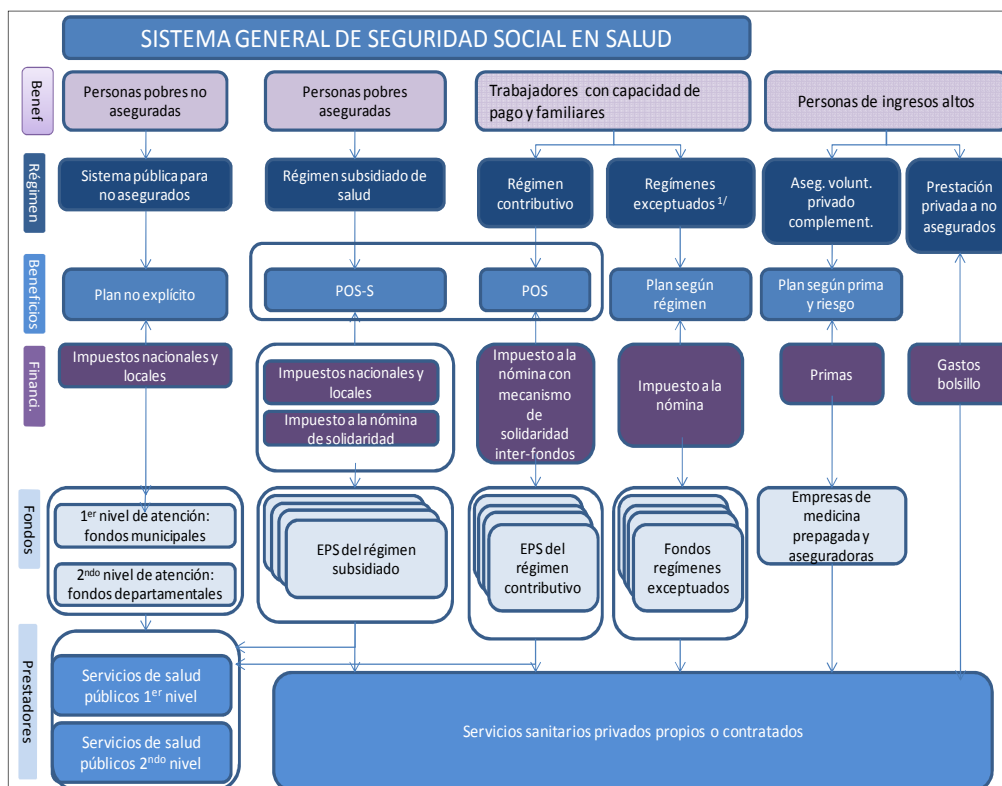 SISTEMA GENERAL DE SEGURIDAD SOCIAL EN SALUD
Benef
Personas pobres no
aseguradas
Personas pobres
aseguradas
Trabajadores con capacidad de
pago y familiares
Personas de ingresos altos
Régimen
Sistema pública para
no asegurados
Régimen subsidiado de
salud
Régimen
contributivo
Regímenes
exceptuados 1/
Aseg. volunt.
privado
complement.
Prestación
privada a no
asegurados
Beneficios
Plan no explícito
POS-S
POS
Plan según
régimen
Plan según prima
y riesgo
Financi.
Impuestos nacionales y
locales
Impuestos nacionales y
locales
Impuesto a la nómina
de solidaridad
Impuesto a la
nómina con
mecanismo de
solidaridad
inter-fondos
Impuesto a la
nómina
Primas
Gastos
bolsillo
Fondos
1er nivel de atención:
fondos municipales
2ndo nivel de atención:
fondos departamentales
EPS del régimen
subsidiado
EPS del
régimen
contributivo
Fondos
regímenes
exceptuados
Empresas de
medicina
prepagada y
aseguradoras
Prestadores
Servicios de salud
públicos 1er nivel
Servicios de salud
públicos 2ndo nivel
Servicios sanitarios privados propios o contratados